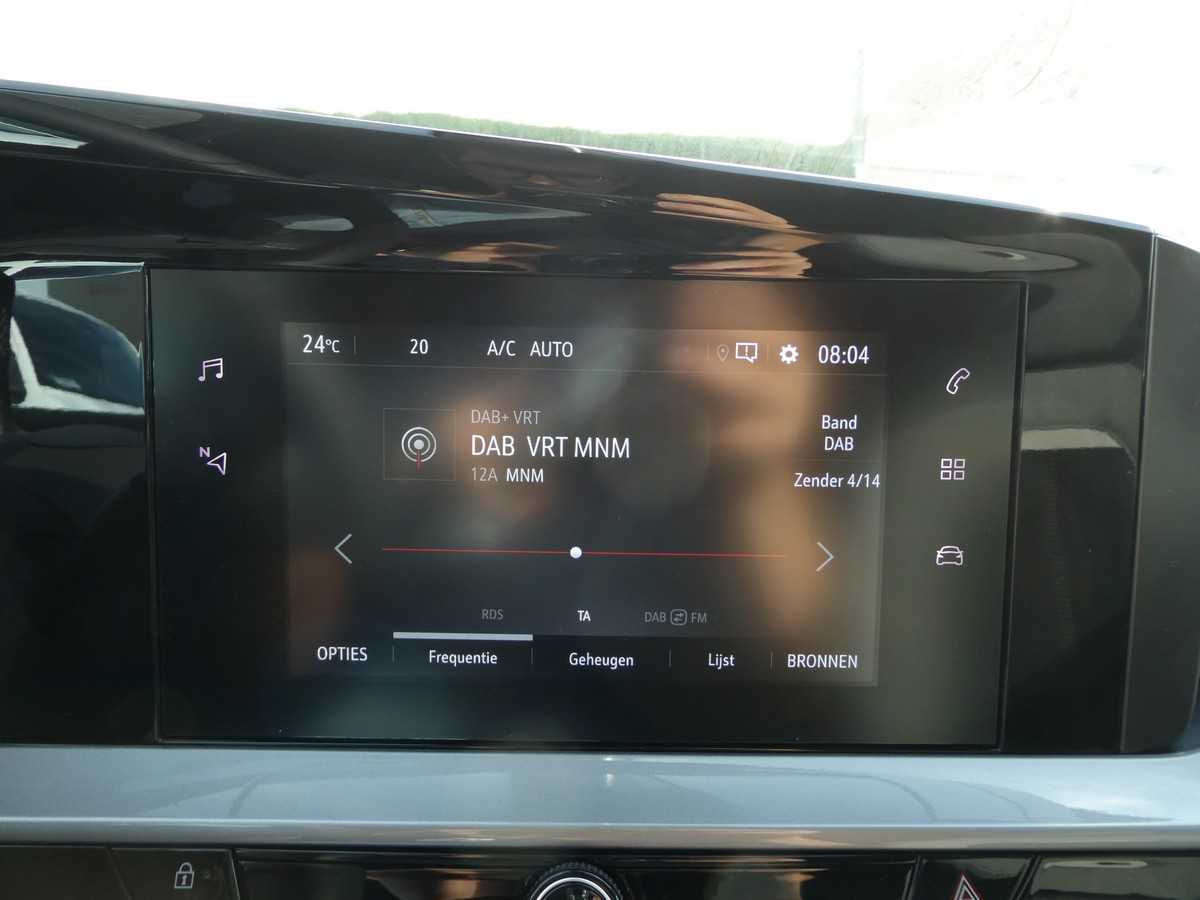 24°C 20 A/C AUTO 08:04
N
DAB+ VRT
DAB VRT MNM
12A MNM
Band
DAB
Zender 4/14
RDS TA DAB FM
OPTIES Frequentie Geheugen Lijst BRONNEN